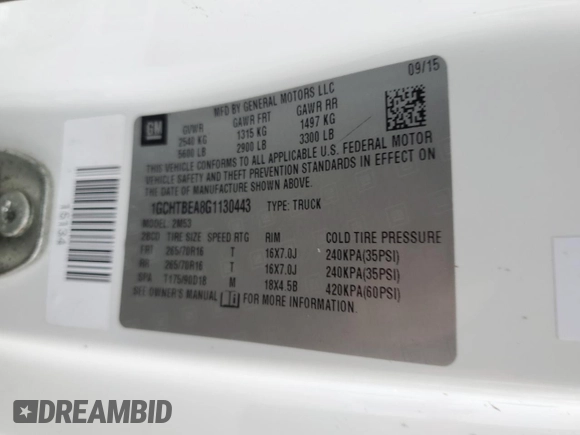 09/15
MFD BY GENERAL MOTORS LLC
GM
GVWR GAWR FRT GAWR RR
2540 KG 1315 KG 1497 KG
5600 LB 2900 LB 3300 LB
THIS VEHICLE CONFORMS TO ALL APPLICABLE U.S. FEDERAL MOTOR
VEHICLE SAFETY AND THEFT PREVENTION STANDARDS IN EFFECT ON
THE DATE OF MANUFACTURE SHOWN ABOVE.
1GCHTBEA8G1130443 TYPE: TRUCK
MODEL: 2M53
2BCD TIRE SIZE SPEED RTG RIM COLD TIRE PRESSURE
FRT 265/70R16 T 16X7.0J 240KPA(35PSI)
RR 265/70R16 T 16X7.0J 240KPA(35PSI)
SPA T175/90D18 M 18X4.5B 420KPA(60PSI)
SEE OWNER'S MANUAL FOR MORE INFORMATION.
16134
DREAMBID